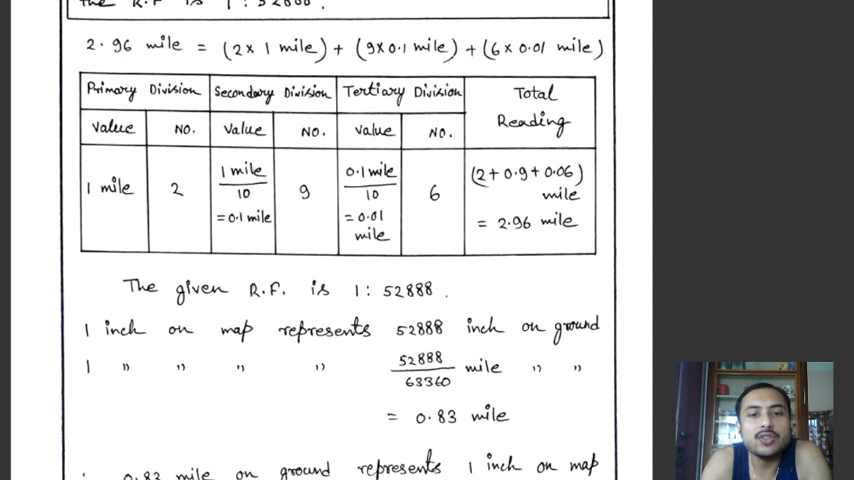 the R.F is 1 : 52888.
2.96 mile = (2 x 1 mile) + (9 x 0.1 mile) + (6 x 0.01 mile)
Primary Division Secondary Division Tertiary Division Total Reading
Value NO. Value NO. Value NO.
1 mile 2 1 mile/10 = 0.1 mile 9 0.1 mile/10 = 0.01 mile 6 (2+0.9+0.06) mile = 2.96 mile
The given R.F. is 1: 52888.
1 inch on map represents 52888 inch on ground
1 " " " " 52888/63360 mile " "
= 0.83 mile
∴ 0.83 mile on ground represents 1 inch on map